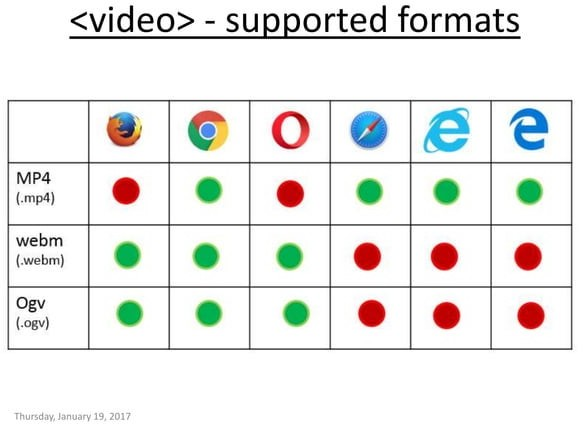 <video> - supported formats
MP4
(.mp4)
webm
(.webm)
Ogv
(.ogv)
Thursday, January 19, 2017